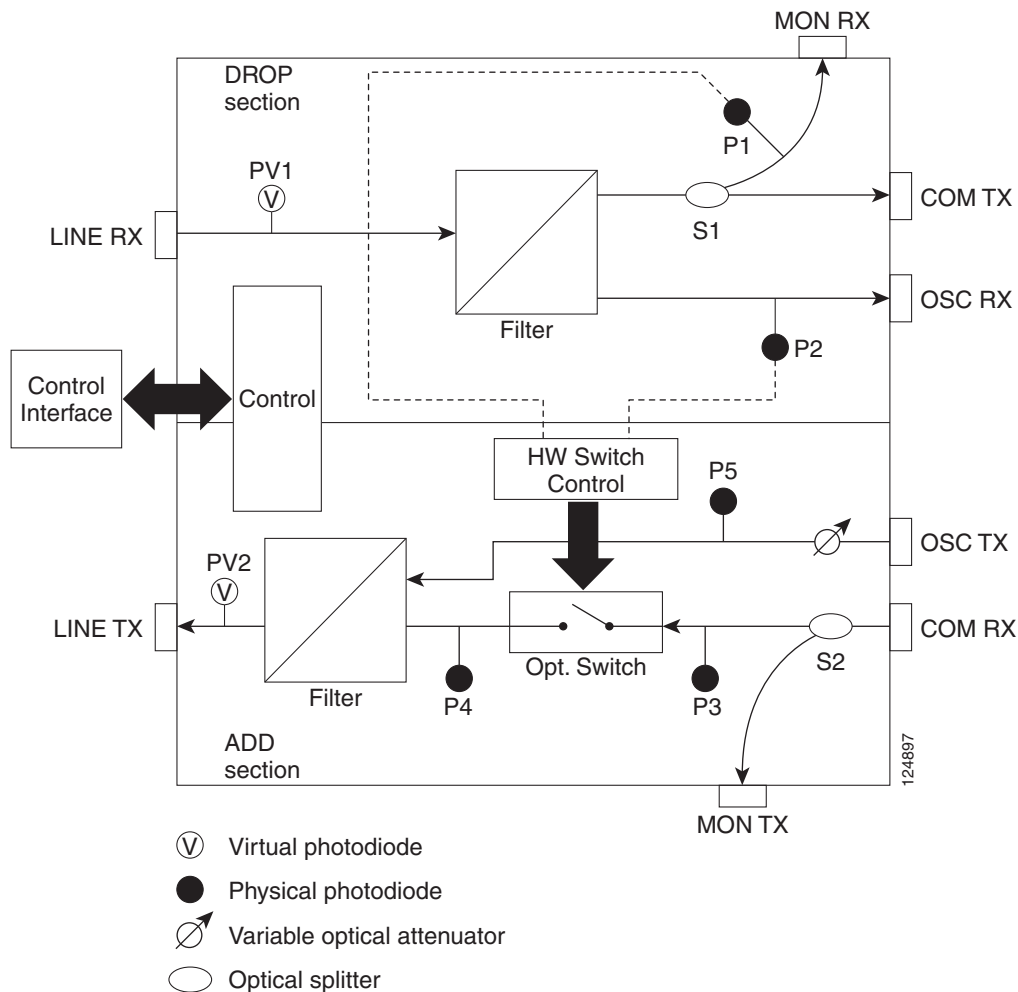 MON RX
DROP
section
P1
PV1
V
COM TX
LINE RX
S1
OSC RX
Filter
P2
Control
Interface
Control
HW Switch
Control
P5
OSC TX
PV2
V
LINE TX
COM RX
S2
Opt. Switch
Filter
P4
P3
ADD
section
124897
MON TX
V Virtual photodiode
Physical photodiode
Variable optical attenuator
Optical splitter